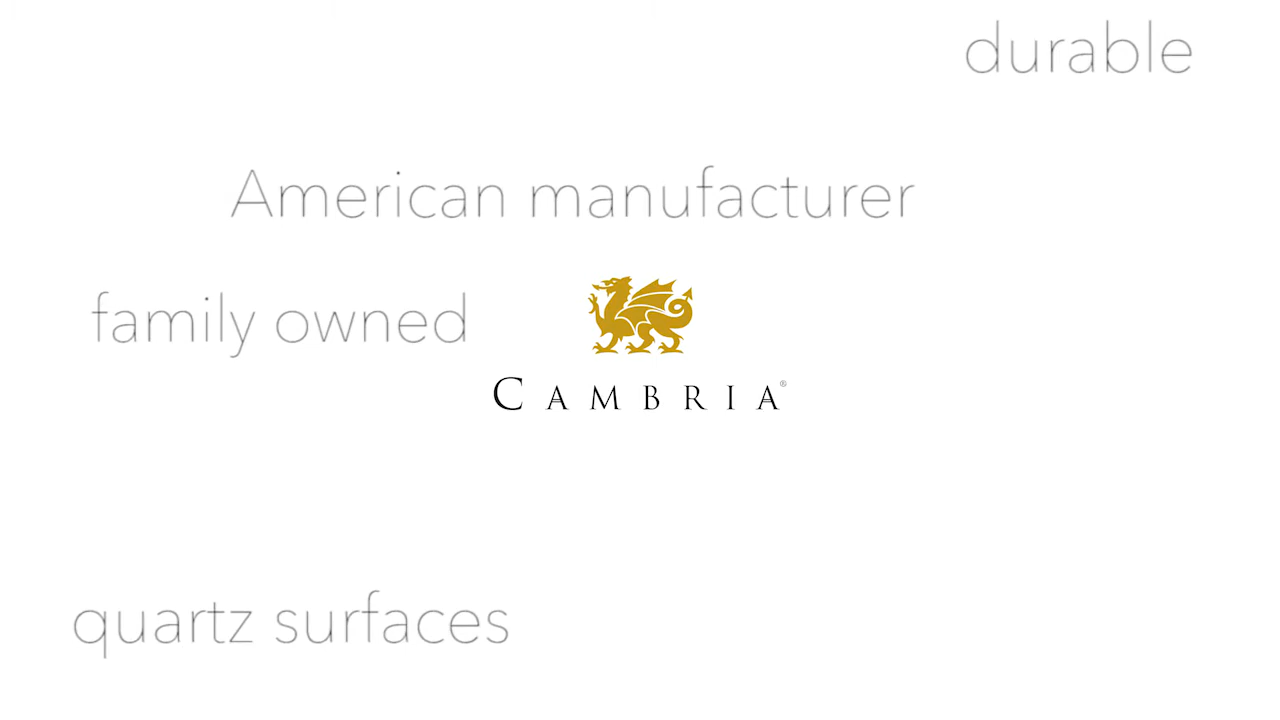 durable
American manufacturer
family owned
CAMBRIA®
quartz surfaces